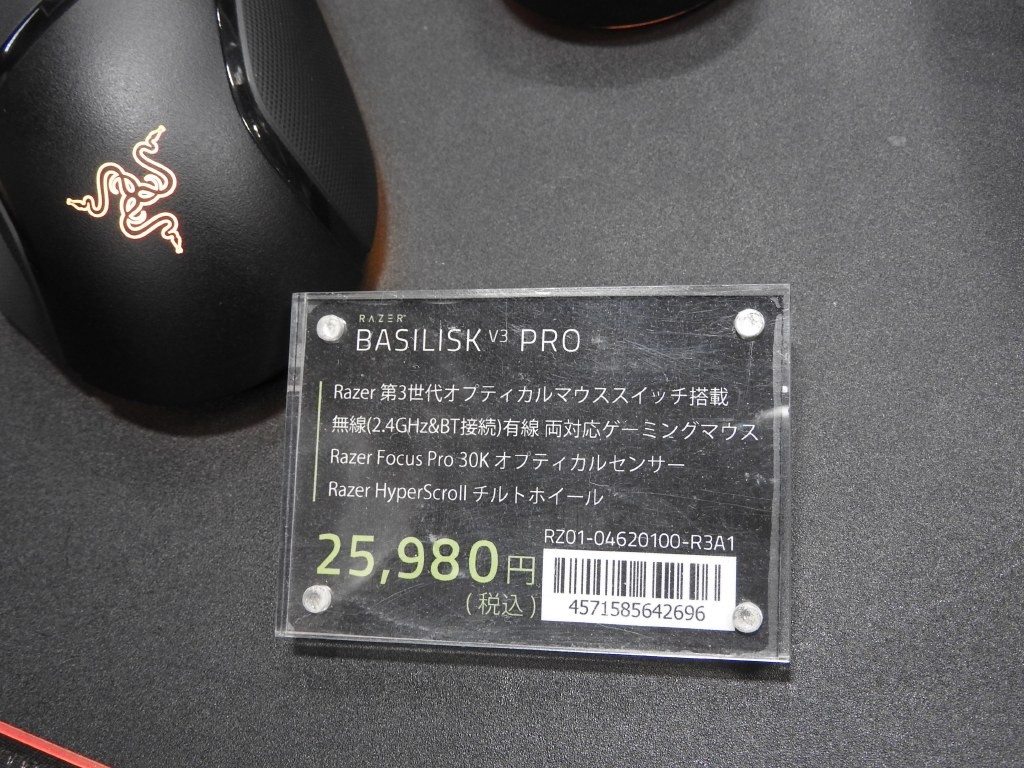 RAZER
BASILISK V3 PRO
Razer 第3世代オプティカルマウススイッチ搭載
無線(2.4GHz&BT接続)有線 両対応ゲーミングマウス
Razer Focus Pro 30K オプティカルセンサー
Razer HyperScroll チルトホイール
RZ01-04620100-R3A1
25,980円
(税込)
4571585642696